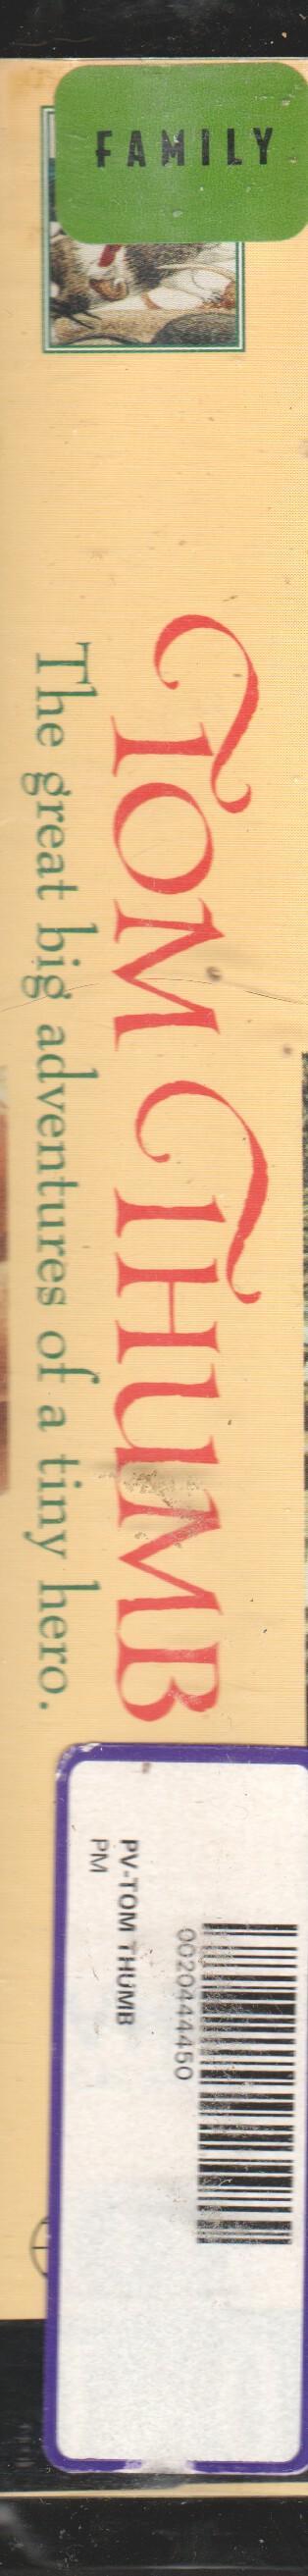 FAMILY
TOM THUMB
The great big adventures of a tiny hero.
0020444450
PV-TOM THUMB
PM